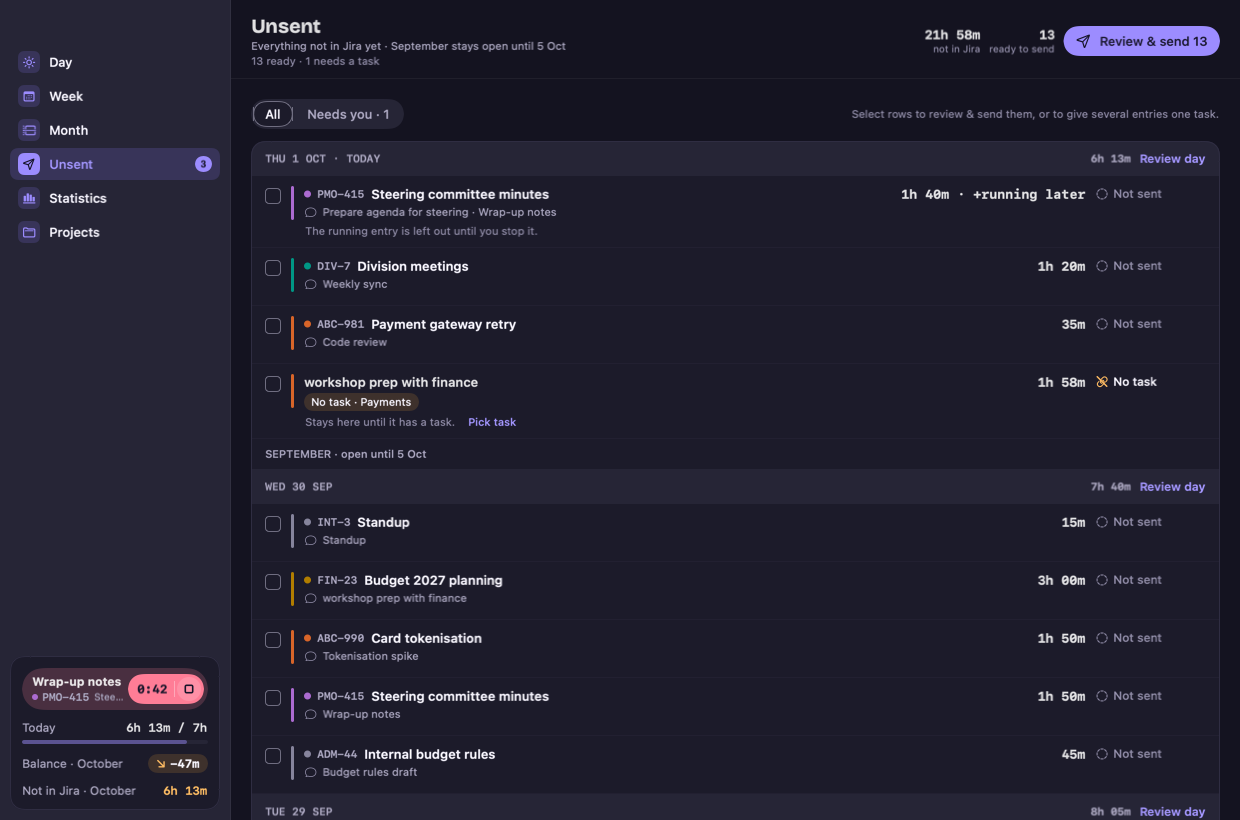 Day
Week
Month
Unsent
3
Statistics
Projects
Wrap-up notes
PMO-415 Stee...
0:42
Today 6h 13m / 7h
Balance · October -47m
Not in Jira · October 6h 13m
Unsent
Everything not in Jira yet · September stays open until 5 Oct
13 ready · 1 needs a task
21h 58m
not in Jira
13
ready to send
Review & send 13
All
Needs you · 1
Select rows to review & send them, or to give several entries one task.
THU 1 OCT · TODAY 6h 13m Review day
PMO-415 Steering committee minutes 1h 40m · +running later Not sent
Prepare agenda for steering · Wrap-up notes
The running entry is left out until you stop it.
DIV-7 Division meetings 1h 20m Not sent
Weekly sync
ABC-981 Payment gateway retry 35m Not sent
Code review
workshop prep with finance 1h 58m No task
No task · Payments
Stays here until it has a task. Pick task
SEPTEMBER · open until 5 Oct
WED 30 SEP 7h 40m Review day
INT-3 Standup 15m Not sent
Standup
FIN-23 Budget 2027 planning 3h 00m Not sent
workshop prep with finance
ABC-990 Card tokenisation 1h 50m Not sent
Tokenisation spike
PMO-415 Steering committee minutes 1h 50m Not sent
Wrap-up notes
ADM-44 Internal budget rules 45m Not sent
Budget rules draft
TUE 29 SEP 8h 05m Review day